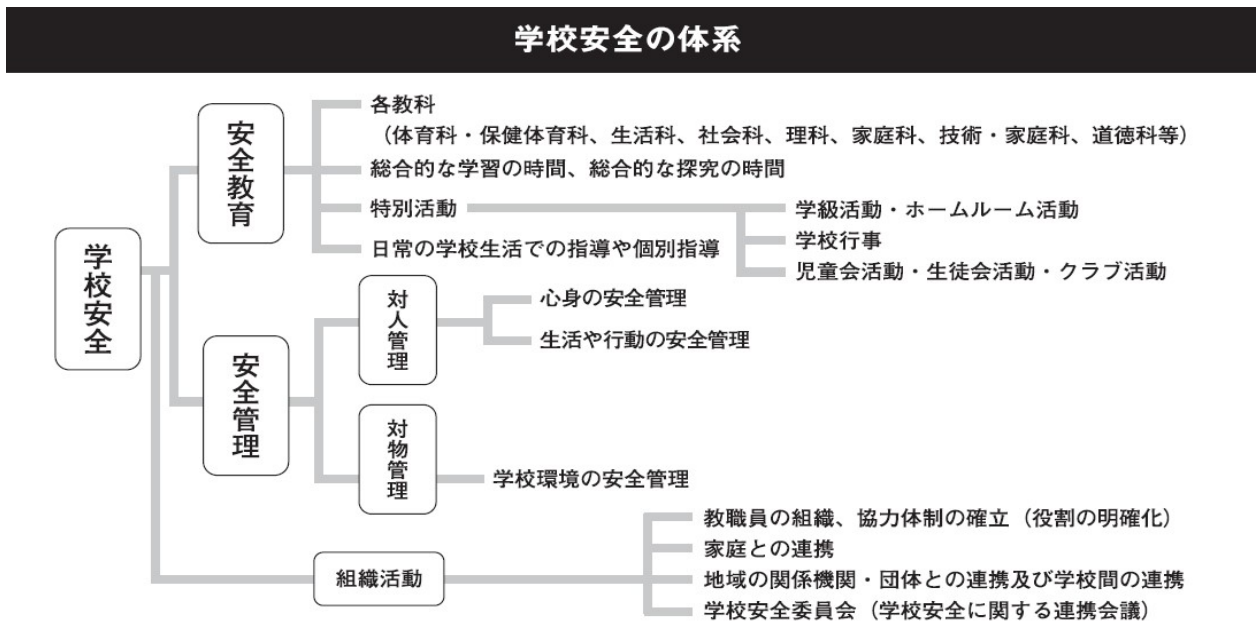 学校安全の体系
学校安全
安全教育
各教科
(体育科・保健体育科、生活科、社会科、理科、家庭科、技術・家庭科、道徳科等)
総合的な学習の時間、総合的な探究の時間
特別活動
学級活動・ホームルーム活動
学校行事
児童会活動・生徒会活動・クラブ活動
日常の学校生活での指導や個別指導
安全管理
対人管理
心身の安全管理
生活や行動の安全管理
対物管理
学校環境の安全管理
組織活動
教職員の組織、協力体制の確立(役割の明確化)
家庭との連携
地域の関係機関・団体との連携及び学校間の連携
学校安全委員会(学校安全に関する連携会議)